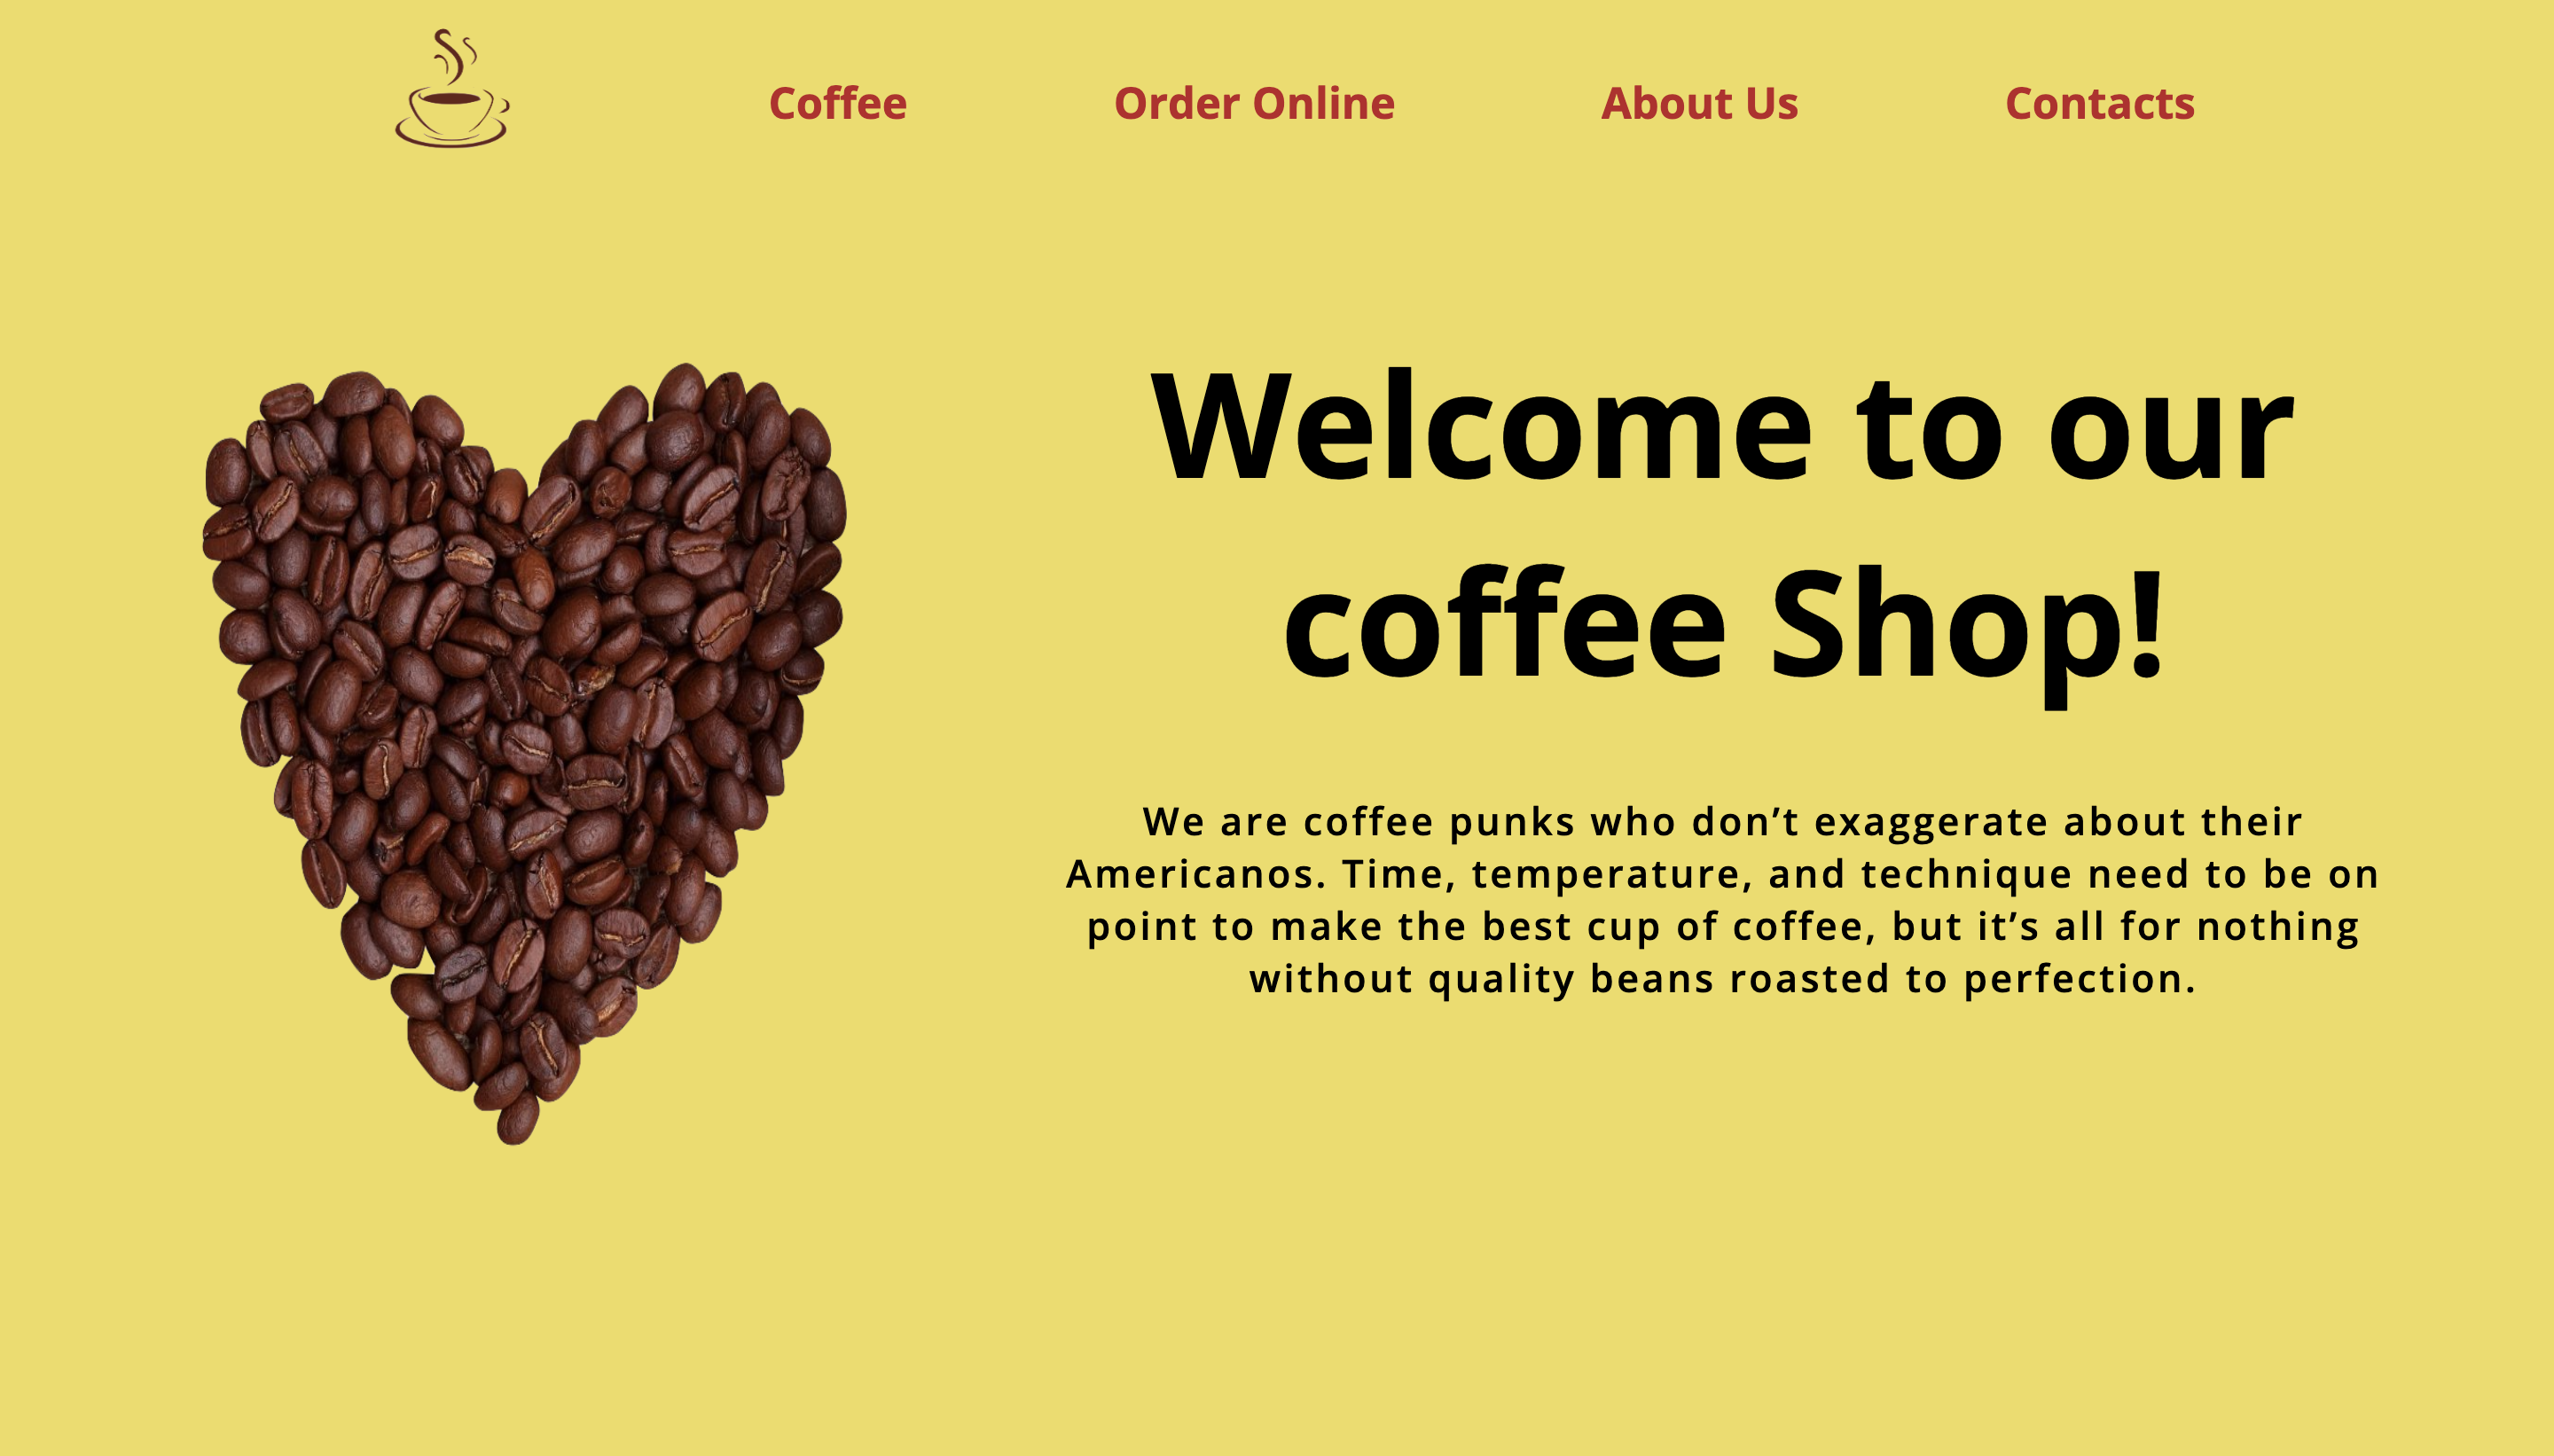 Coffee
Order Online
About Us
Contacts
Welcome to our
coffee Shop!
We are coffee punks who don’t exaggerate about their
Americanos. Time, temperature, and technique need to be on
point to make the best cup of coffee, but it’s all for nothing
without quality beans roasted to perfection.